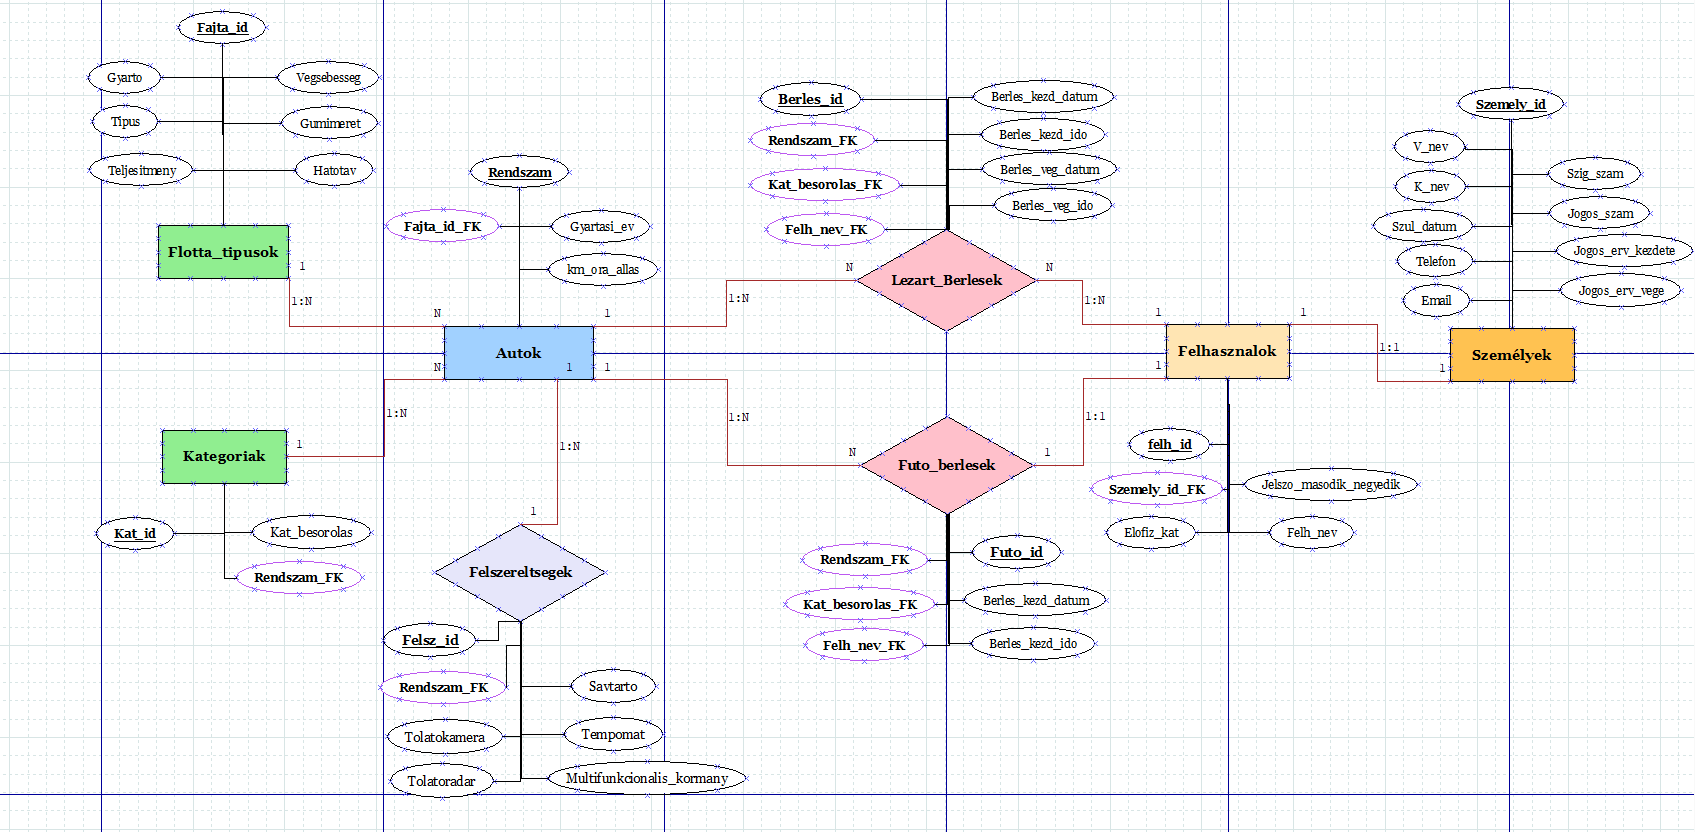 Fajta_id
Gyarto
Vegsebesseg
Tipus
Gumimeret
Teljesitmeny
Hatotav
Flotta_tipusok
1
1:N
Rendszam
Fajta_id_FK
Gyartasi_ev
km_ora_allas
N
1
Autok
N
1
1
1:N
1:N
1:N
1:N
Kategoriak
1
Kat_id
Kat_besorolas
Rendszam_FK
1
Felszereltsegek
Felsz_id
Rendszam_FK
Savtarto
Tolatokamera
Tempomat
Tolatoradar
Multifunkcionalis_kormany
Berles_id
Berles_kezd_datum
Rendszam_FK
Berles_kezd_ido
Kat_besorolas_FK
Berles_veg_datum
Felh_nev_FK
Berles_veg_ido
N
N
Lezart_Berlesek
1:N
1
1
Felhasznalok
1
1:1
1
Személyek
N
1
1:1
Futo_berlesek
Rendszam_FK
Futo_id
Kat_besorolas_FK
Berles_kezd_datum
Felh_nev_FK
Berles_kezd_ido
felh_id
Szemely_id_FK
Jelszo_masodik_negyedik
Elofiz_kat
Felh_nev
Szemely_id
V_nev
Szig_szam
K_nev
Jogos_szam
Szul_datum
Jogos_erv_kezdete
Telefon
Jogos_erv_vege
Email